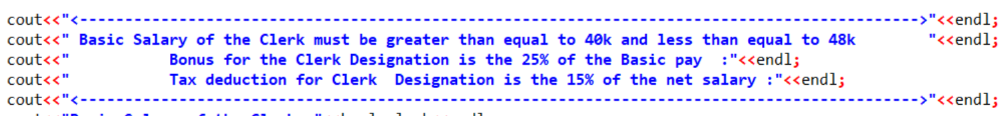 cout<<"<--------------------------------------------------------------------------------------------->"<<endl;
cout<<" Basic Salary of the Clerk must be greater than equal to 40k and less than equal to 48k        "<<endl;
cout<<"           Bonus for the Clerk Designation is the 25% of the Basic pay  :"<<endl;
cout<<"           Tax deduction for Clerk  Designation is the 15% of the net salary :"<<endl;
cout<<"<--------------------------------------------------------------------------------------------->"<<endl;